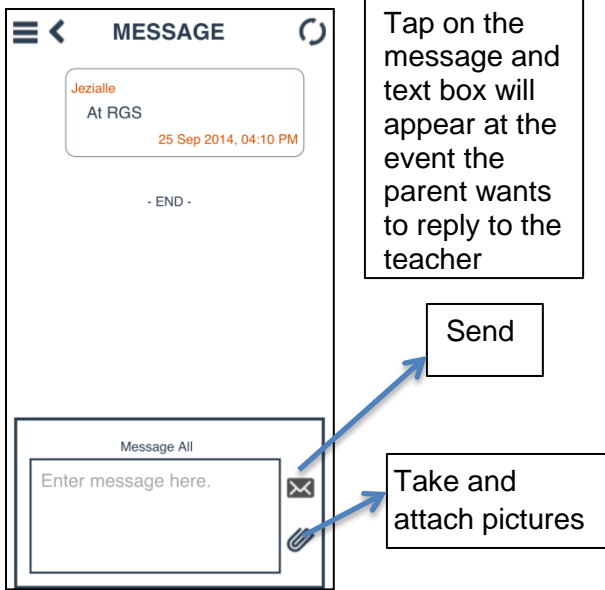 MESSAGE
Jezialle
At RGS
25 Sep 2014, 04:10 PM
- END -
Message All
Enter message here.
Tap on the
message and
text box will
appear at the
event the
parent wants
to reply to the
teacher
Send
Take and
attach pictures